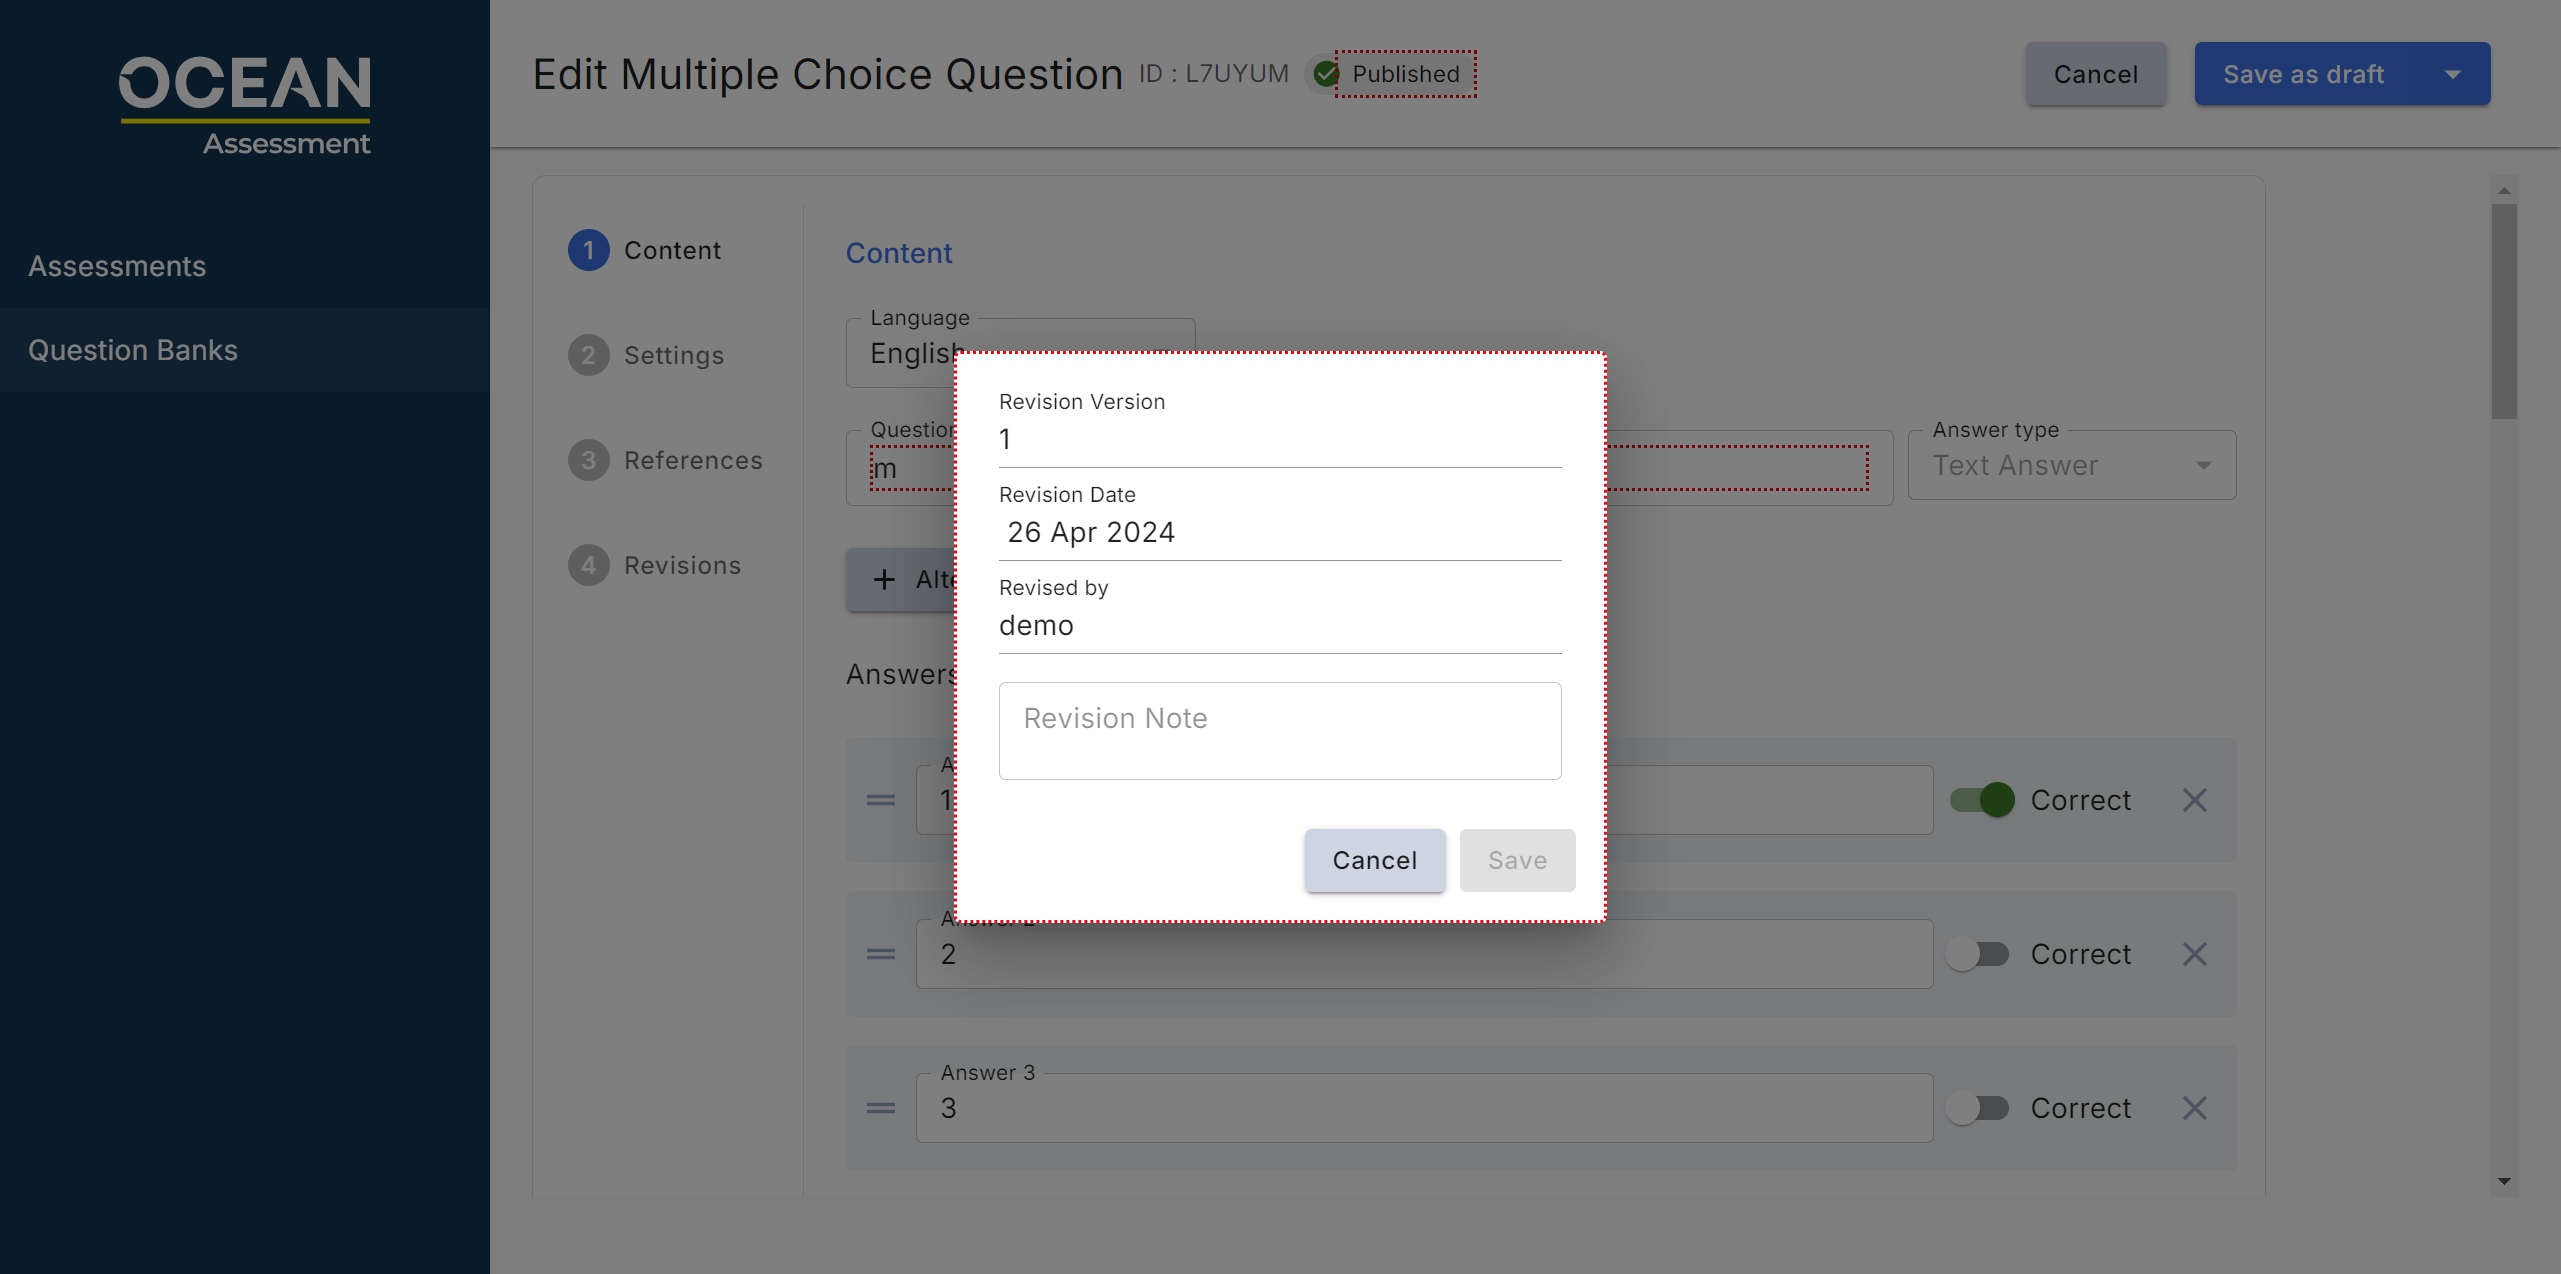 OCEAN
Assessment
Assessments
Question Banks
Edit Multiple Choice Question ID : L7UYUM Published
Cancel
Save as draft
1 Content
2 Settings
3 References
4 Revisions
Content
Language
English
Question
m
Answer type
Text Answer
+ Alte
Answers
1
Correct
2
Correct
Answer 3
3
Correct
Revision Version
1
Revision Date
26 Apr 2024
Revised by
demo
Revision Note
Cancel
Save